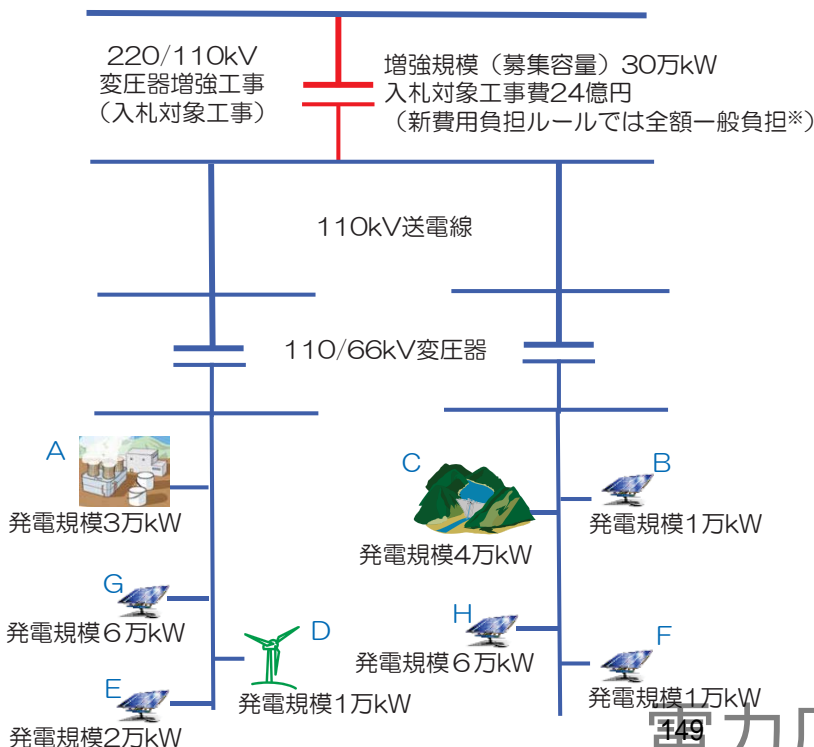 220/110kV
変圧器増強工事
（入札対象工事）
増強規模（募集容量）30万kW
入札対象工事費24億円
（新費用負担ルールでは全額一般負担※）
110kV送電線
110/66kV変圧器
A
発電規模3万kW
C
発電規模4万kW
B
発電規模1万kW
G
発電規模６万kW
D
発電規模1万kW
H
発電規模６万kW
F
発電規模1万kW
E
発電規模2万kW
149
電力